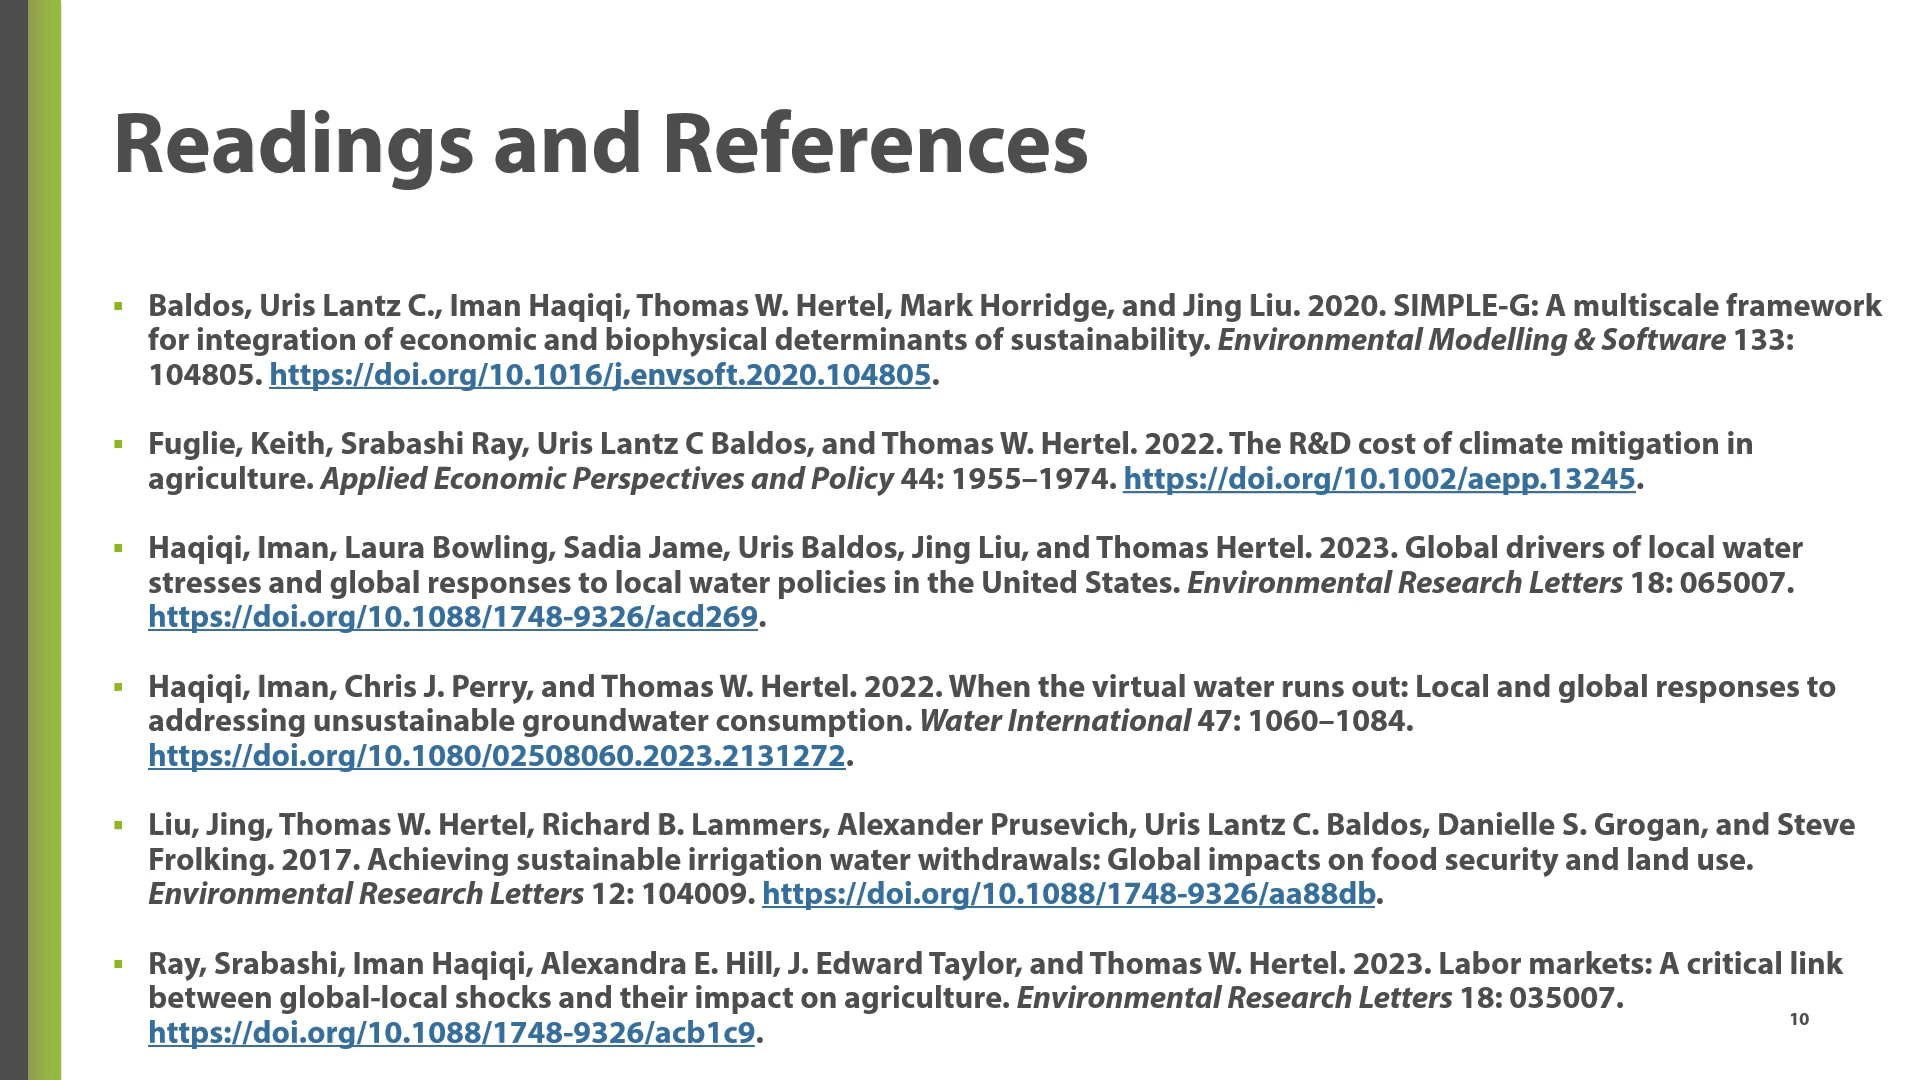 Readings and References
▪ Baldos, Uris Lantz C., Iman Haqiqi, Thomas W. Hertel, Mark Horridge, and Jing Liu. 2020. SIMPLE-G: A multiscale framework
for integration of economic and biophysical determinants of sustainability. Environmental Modelling & Software 133:
104805. https://doi.org/10.1016/j.envsoft.2020.104805.
▪ Fuglie, Keith, Srabashi Ray, Uris Lantz C Baldos, and Thomas W. Hertel. 2022. The R&D cost of climate mitigation in
agriculture. Applied Economic Perspectives and Policy 44: 1955–1974. https://doi.org/10.1002/aepp.13245.
▪ Haqiqi, Iman, Laura Bowling, Sadia Jame, Uris Baldos, Jing Liu, and Thomas Hertel. 2023. Global drivers of local water
stresses and global responses to local water policies in the United States. Environmental Research Letters 18: 065007.
https://doi.org/10.1088/1748-9326/acd269.
▪ Haqiqi, Iman, Chris J. Perry, and Thomas W. Hertel. 2022. When the virtual water runs out: Local and global responses to
addressing unsustainable groundwater consumption. Water International 47: 1060–1084.
https://doi.org/10.1080/02508060.2023.2131272.
▪ Liu, Jing, Thomas W. Hertel, Richard B. Lammers, Alexander Prusevich, Uris Lantz C. Baldos, Danielle S. Grogan, and Steve
Frolking. 2017. Achieving sustainable irrigation water withdrawals: Global impacts on food security and land use.
Environmental Research Letters 12: 104009. https://doi.org/10.1088/1748-9326/aa88db.
▪ Ray, Srabashi, Iman Haqiqi, Alexandra E. Hill, J. Edward Taylor, and Thomas W. Hertel. 2023. Labor markets: A critical link
between global-local shocks and their impact on agriculture. Environmental Research Letters 18: 035007.
https://doi.org/10.1088/1748-9326/acb1c9.
10